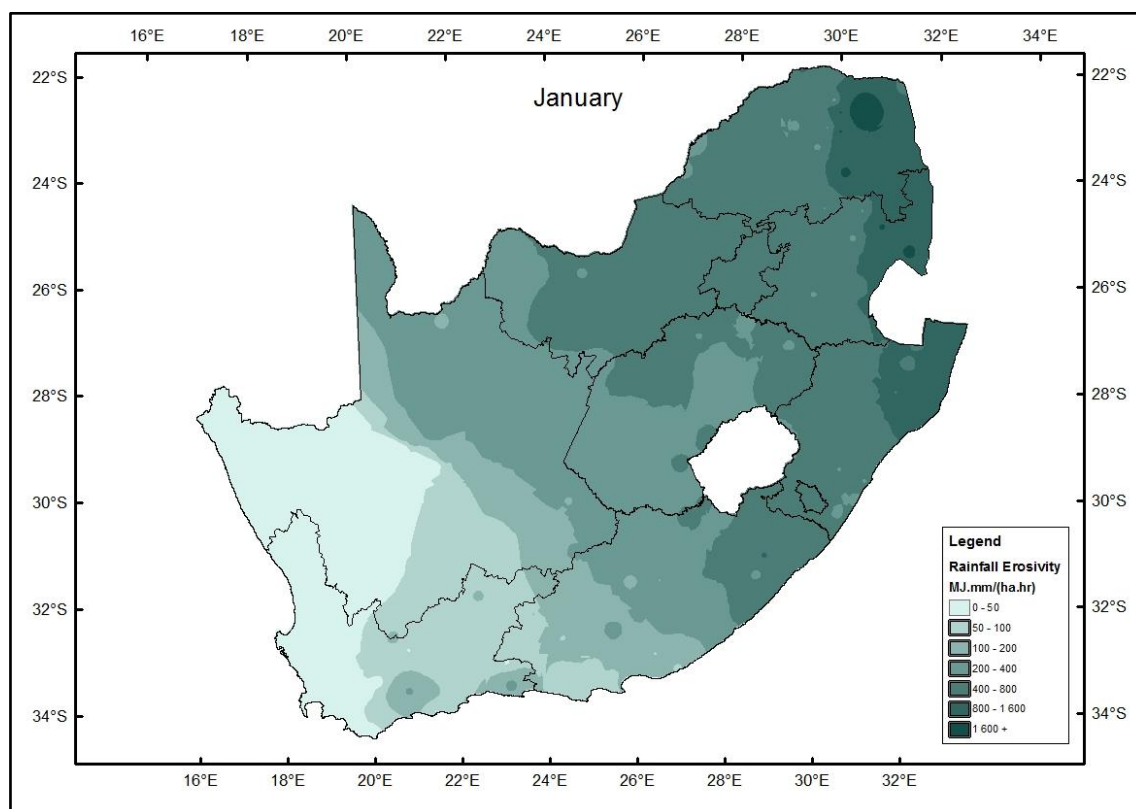 16°E 18°E 20°E 22°E 24°E 26°E 28°E 30°E 32°E 34°E
January
22°S 22°S
24°S 24°S
26°S 26°S
28°S 28°S
30°S 30°S
32°S 32°S
34°S 34°S
Legend
Rainfall Erosivity
MJ.mm/(ha.hr)
0 - 50
50 - 100
100 - 200
200 - 400
400 - 800
800 - 1 600
1 600 +
16°E 18°E 20°E 22°E 24°E 26°E 28°E 30°E 32°E